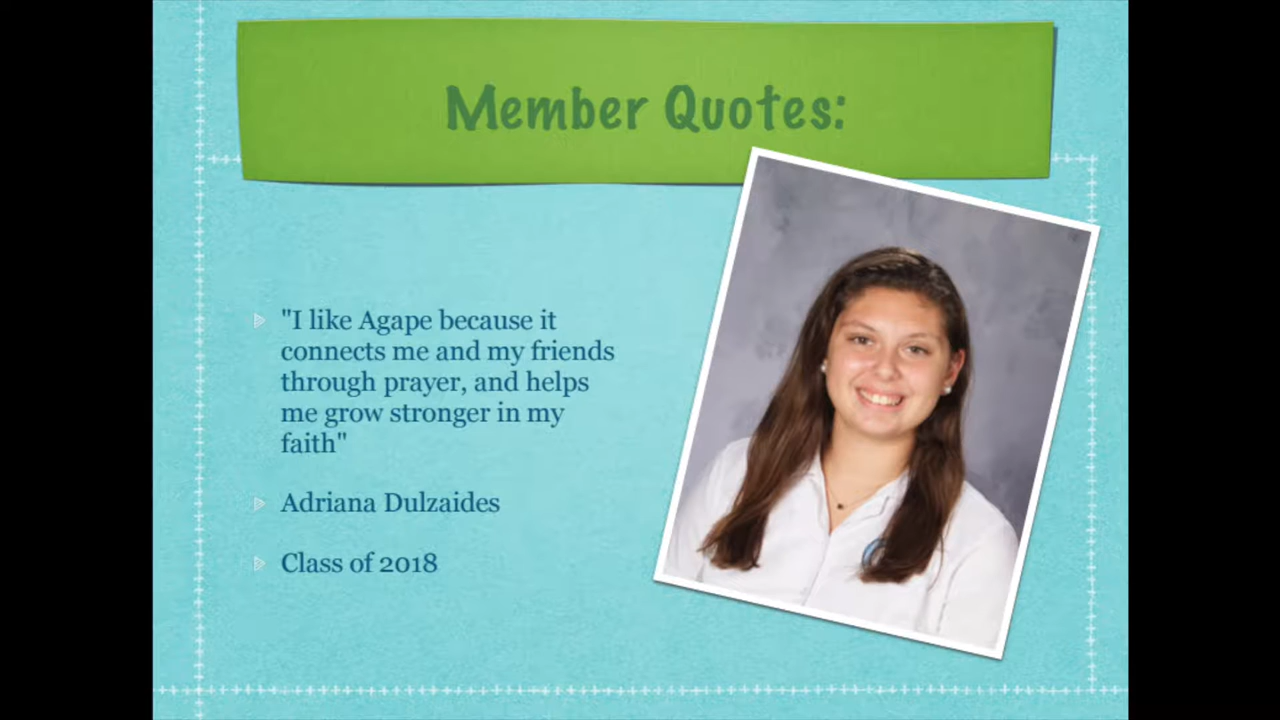 Member Quotes:
"I like Agape because it
connects me and my friends
through prayer, and helps
me grow stronger in my
faith"
Adriana Dulzaides
Class of 2018